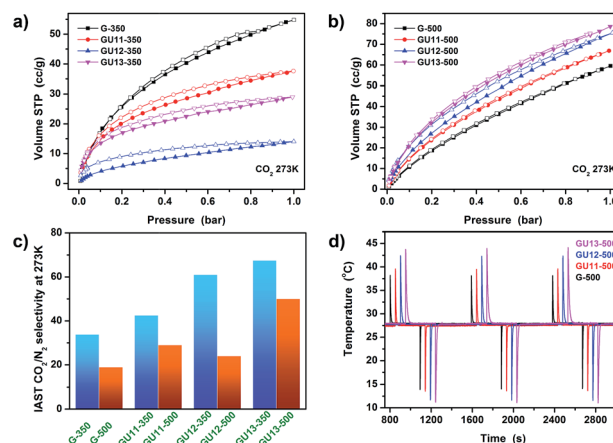 a)
G-350
GU11-350
GU12-350
GU13-350
Volume STP (cc/g)
60
50
40
30
20
10
0
CO₂ 273K
0.0 0.2 0.4 0.6 0.8 1.0
Pressure (bar)
b)
G-500
GU11-500
GU12-500
GU13-500
Volume STP (cc/g)
80
70
60
50
40
30
20
10
0
CO₂ 273K
0.0 0.2 0.4 0.6 0.8 1.0
Pressure (bar)
c)
IAST CO₂/N₂ selectivity at 273K
80
60
40
20
0
G-350
G-500
GU11-350
GU11-500
GU12-350
GU12-500
GU13-350
GU13-500
d)
GU13-500
GU12-500
GU11-500
G-500
Temperature (°C)
45
40
35
30
25
20
15
10
800 1200 1600 2000 2400 2800
Time (s)